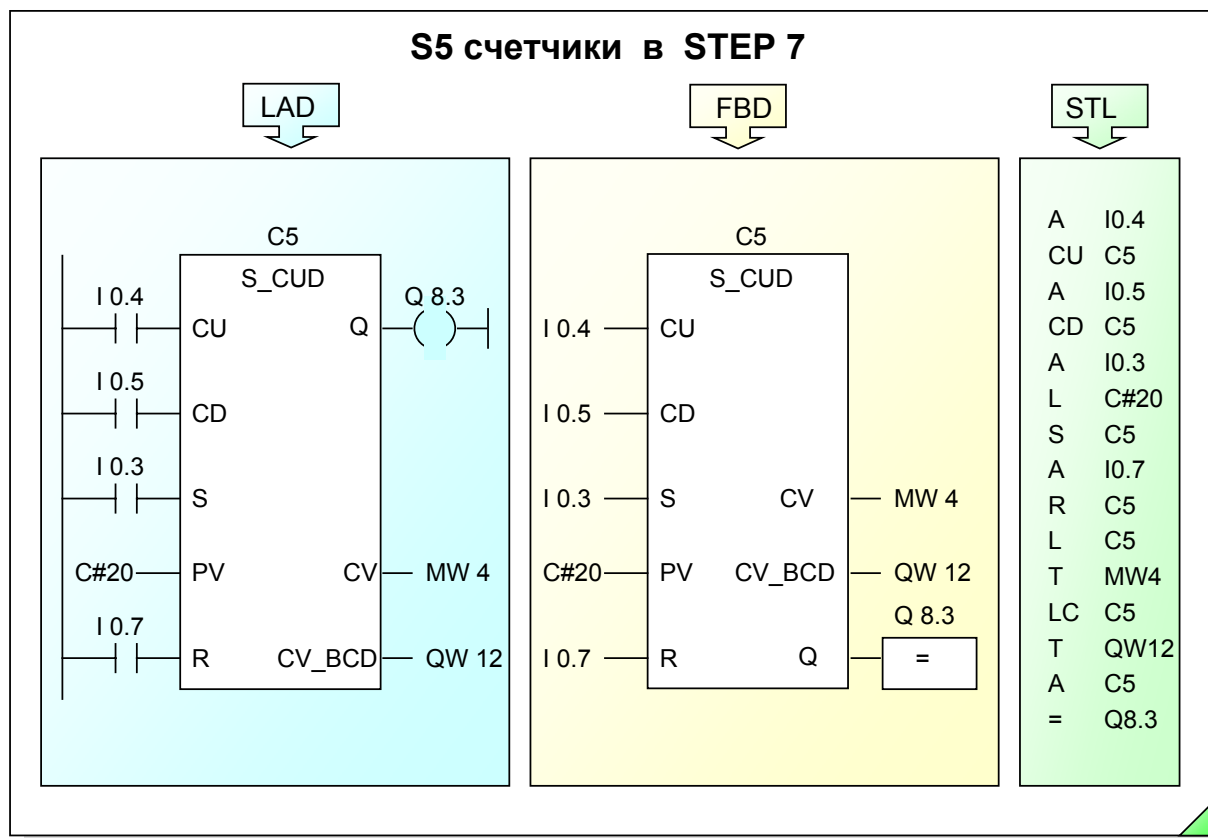 S5 счетчики в STEP 7
LAD
C5
S_CUD
I 0.4
CU
Q
Q 8.3
I 0.5
CD
I 0.3
S
C#20
PV
CV
MW 4
I 0.7
R
CV_BCD
QW 12
FBD
C5
S_CUD
I 0.4
CU
I 0.5
CD
I 0.3
S
CV
MW 4
C#20
PV
CV_BCD
QW 12
Q 8.3
I 0.7
R
Q
=
STL
A I0.4
CU C5
A I0.5
CD C5
A I0.3
L C#20
S C5
A I0.7
R C5
L C5
T MW4
LC C5
T QW12
A C5
= Q8.3